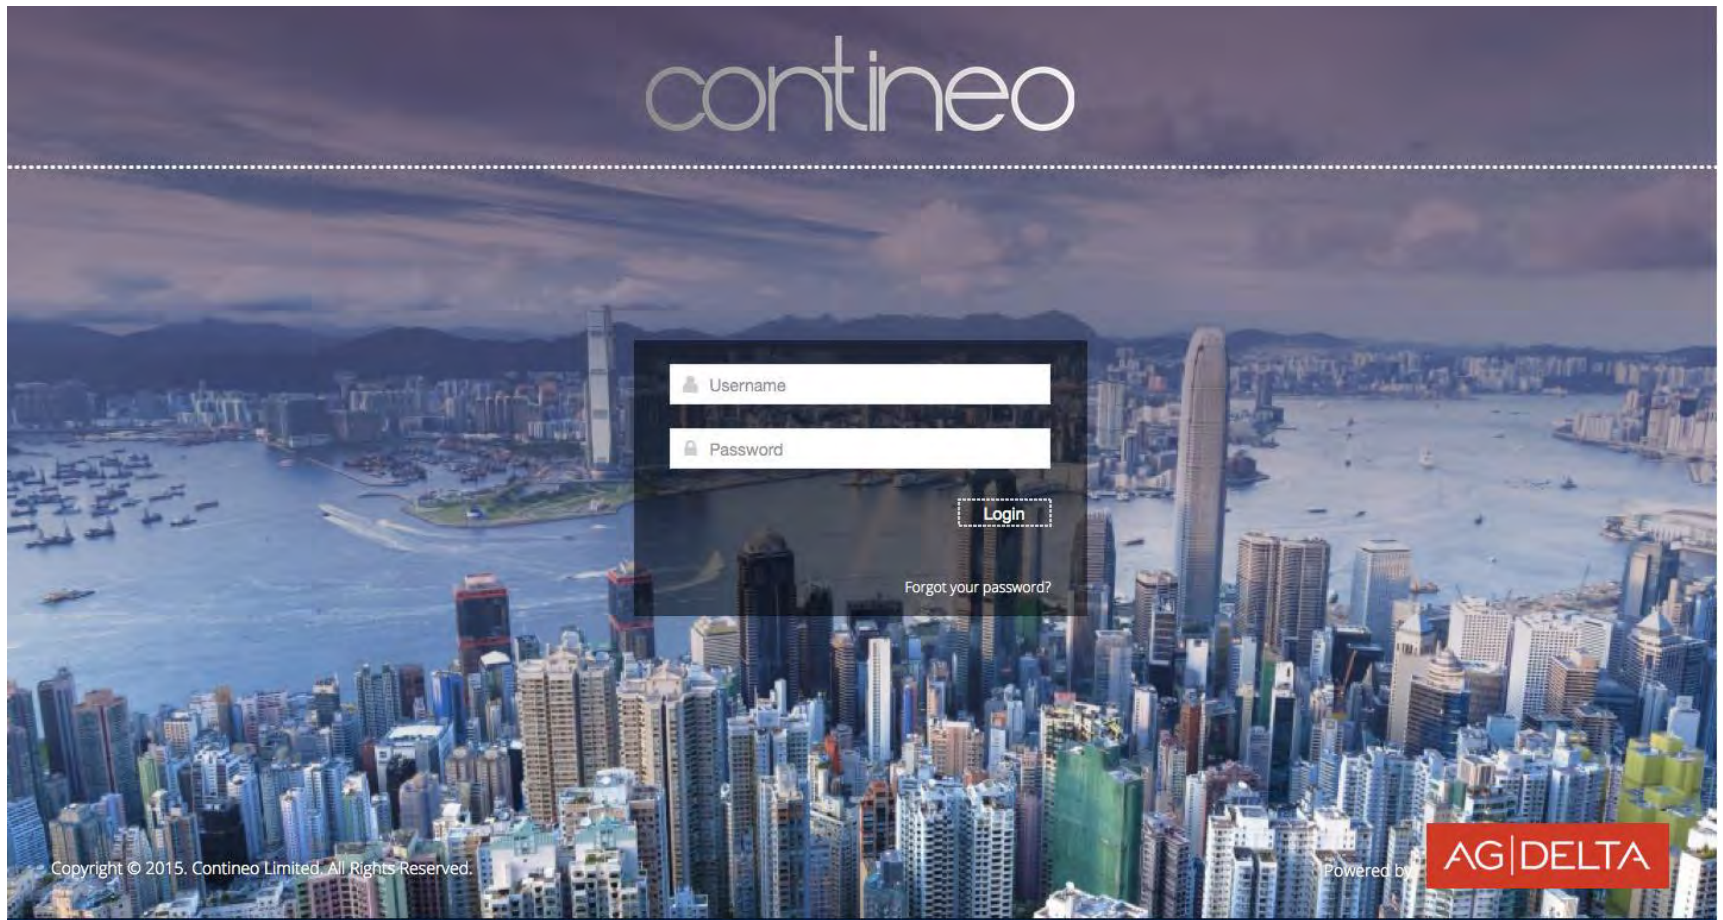 contineo
Username
Password
Login
Forgot your password?
Copyright © 2015. Contineo Limited. All Rights Reserved.
Powered by
AG|DELTA